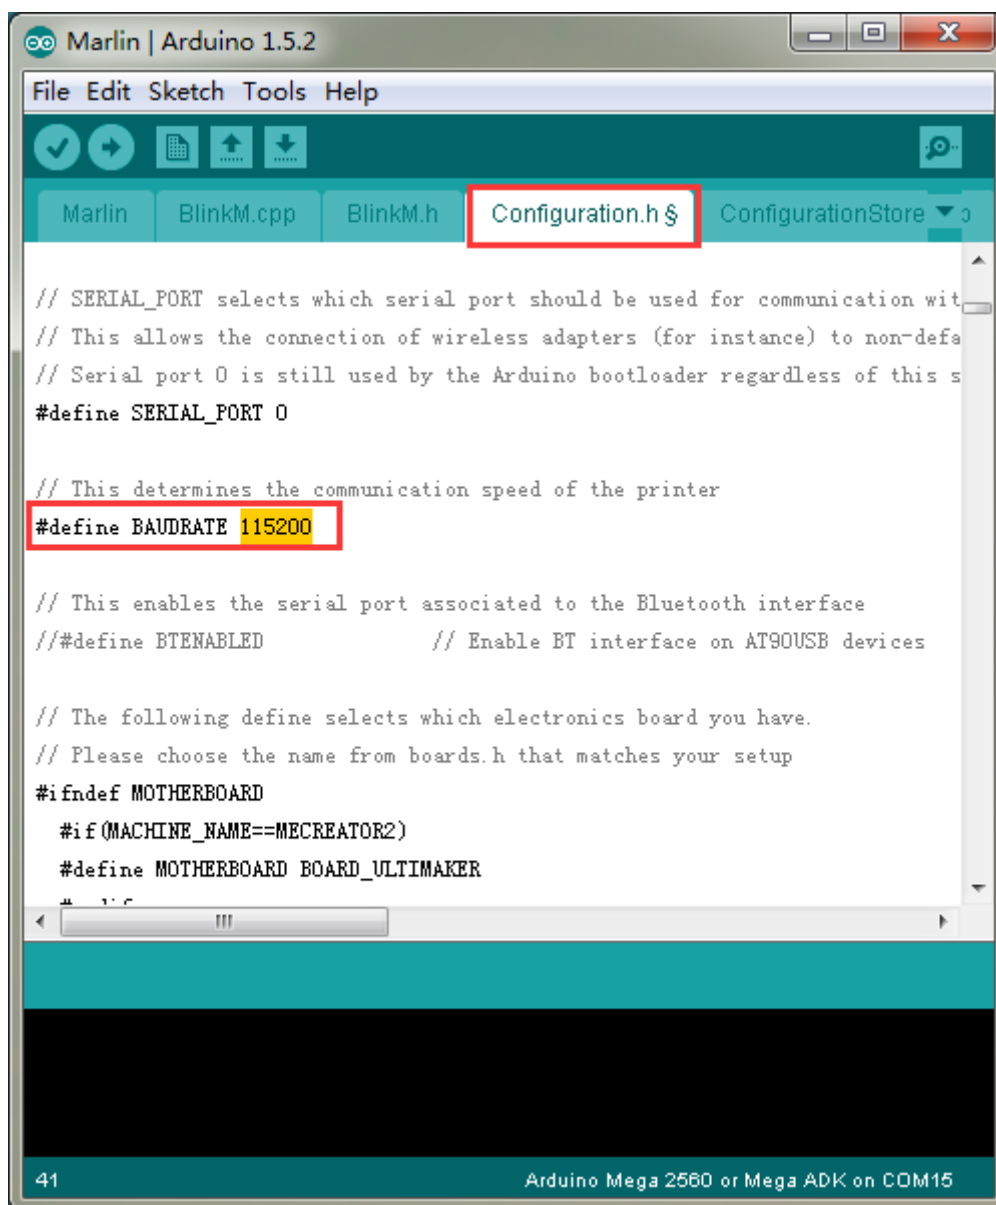 Marlin | Arduino 1.5.2
File Edit Sketch Tools Help
Marlin BlinkM.cpp BlinkM.h Configuration.h § ConfigurationStore
// SERIAL_PORT selects which serial port should be used for communication wit
// This allows the connection of wireless adapters (for instance) to non-defa
// Serial port 0 is still used by the Arduino bootloader regardless of this s
#define SERIAL_PORT 0
// This determines the communication speed of the printer
#define BAUDRATE 115200
// This enables the serial port associated to the Bluetooth interface
//#define BTENABLED // Enable BT interface on AT90USB devices
// The following define selects which electronics board you have.
// Please choose the name from boards.h that matches your setup
#ifndef MOTHERBOARD
#if(MACHINE_NAME==MECREATOR2)
#define MOTHERBOARD BOARD_ULTIMAKER
41 Arduino Mega 2560 or Mega ADK on COM15